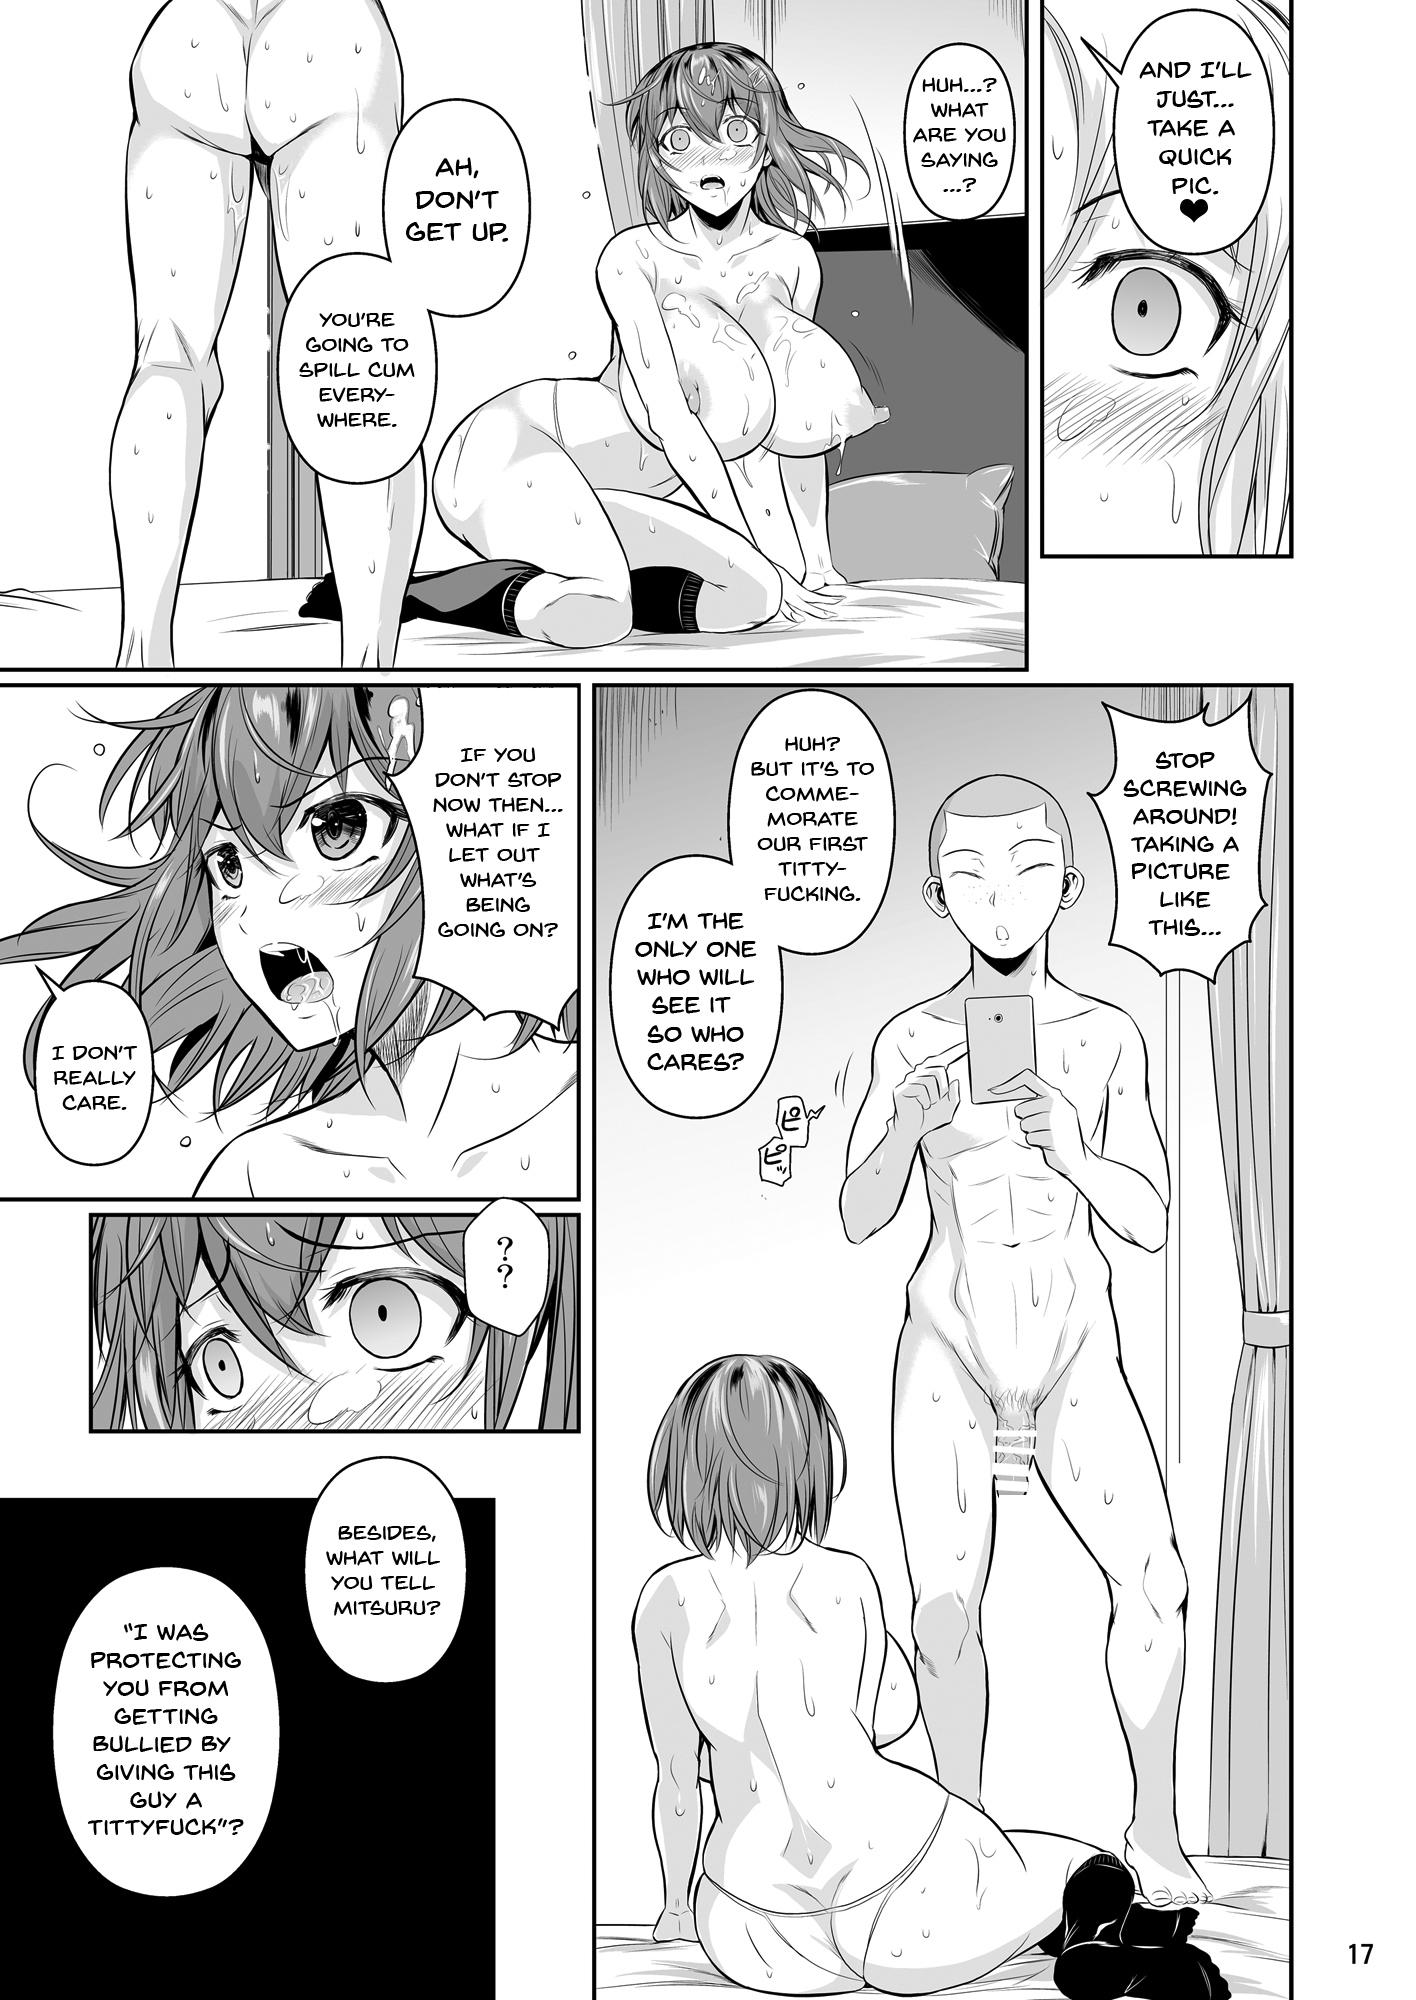 AND I'LL
JUST...
TAKE A
QUICK
PIC.
♥
HUH...?
WHAT
ARE YOU
SAYING
...?
AH,
DON'T
GET UP.
YOU'RE
GOING TO
SPILL CUM
EVERY-
WHERE.
STOP
SCREWING
AROUND!
TAKING A
PICTURE
LIKE
THIS...
HUH?
BUT IT'S TO
COMME-
MORATE
OUR FIRST
TITTY-
FUCKING.
I'M THE
ONLY ONE
WHO WILL
SEE IT
SO WHO
CARES?
ピ
ピッ
IF YOU
DON'T STOP
NOW THEN...
WHAT IF I
LET OUT
WHAT'S
BEING
GOING ON?
I DON'T
REALLY
CARE.
?
?
BESIDES,
WHAT WILL
YOU TELL
MITSURU?
"I WAS
PROTECTING
YOU FROM
GETTING
BULLIED BY
GIVING THIS
GUY A
TITTYFUCK"?
17